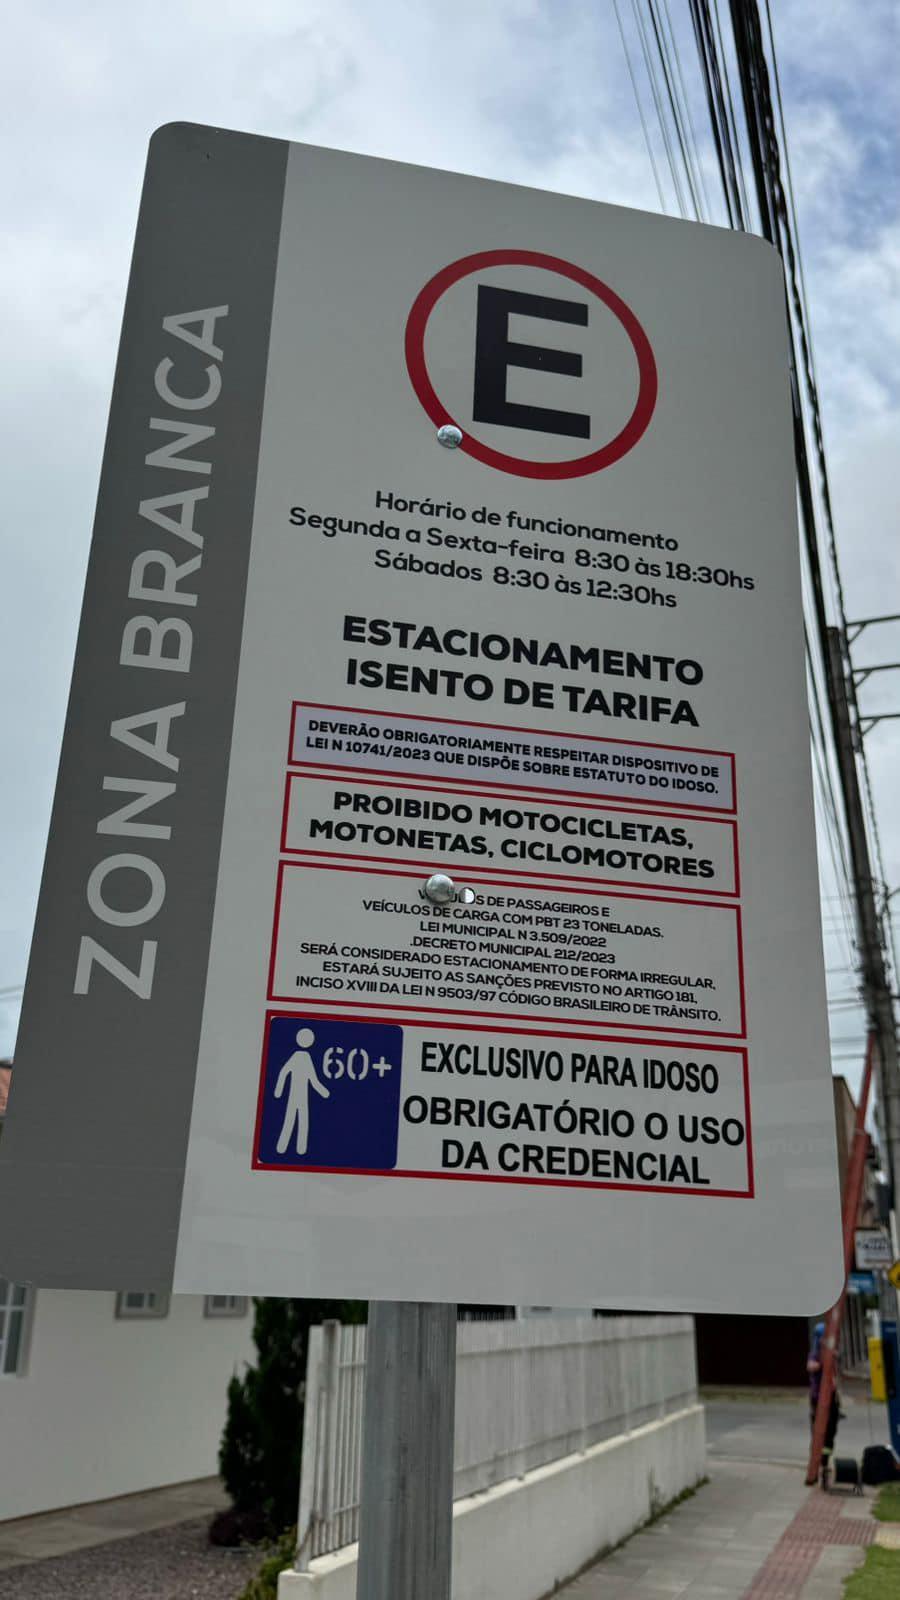 ZONA BRANCA
E
Horário de funcionamento
Segunda a Sexta-feira 8:30 às 18:30hs
Sábados 8:30 às 12:30hs
ESTACIONAMENTO
ISENTO DE TARIFA
DEVERÃO OBRIGATORIAMENTE RESPEITAR DISPOSITIVO DE
LEI N 10741/2023 QUE DISPÕE SOBRE ESTATUTO DO IDOSO.
PROIBIDO MOTOCICLETAS,
MOTONETAS, CICLOMOTORES
DE PASSAGEIROS E
VEÍCULOS DE CARGA COM PBT 23 TONELADAS.
LEI MUNICIPAL N 3.509/2022
.DECRETO MUNICIPAL 212/2023
SERÁ CONSIDERADO ESTACIONAMENTO DE FORMA IRREGULAR,
ESTARÁ SUJEITO AS SANÇÕES PREVISTO NO ARTIGO 181,
INCISO XVIII DA LEI N 9503/97 CÓDIGO BRASILEIRO DE TRÂNSITO.
60+
EXCLUSIVO PARA IDOSO
OBRIGATÓRIO O USO
DA CREDENCIAL